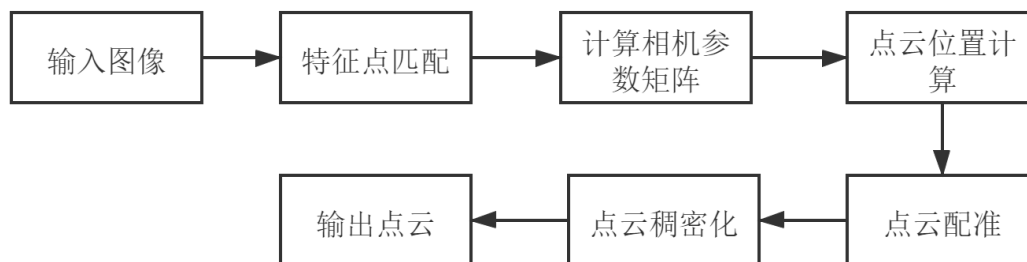 输入图像
特征点匹配
计算相机参
数矩阵
点云位置计
算
点云配准
点云稠密化
输出点云